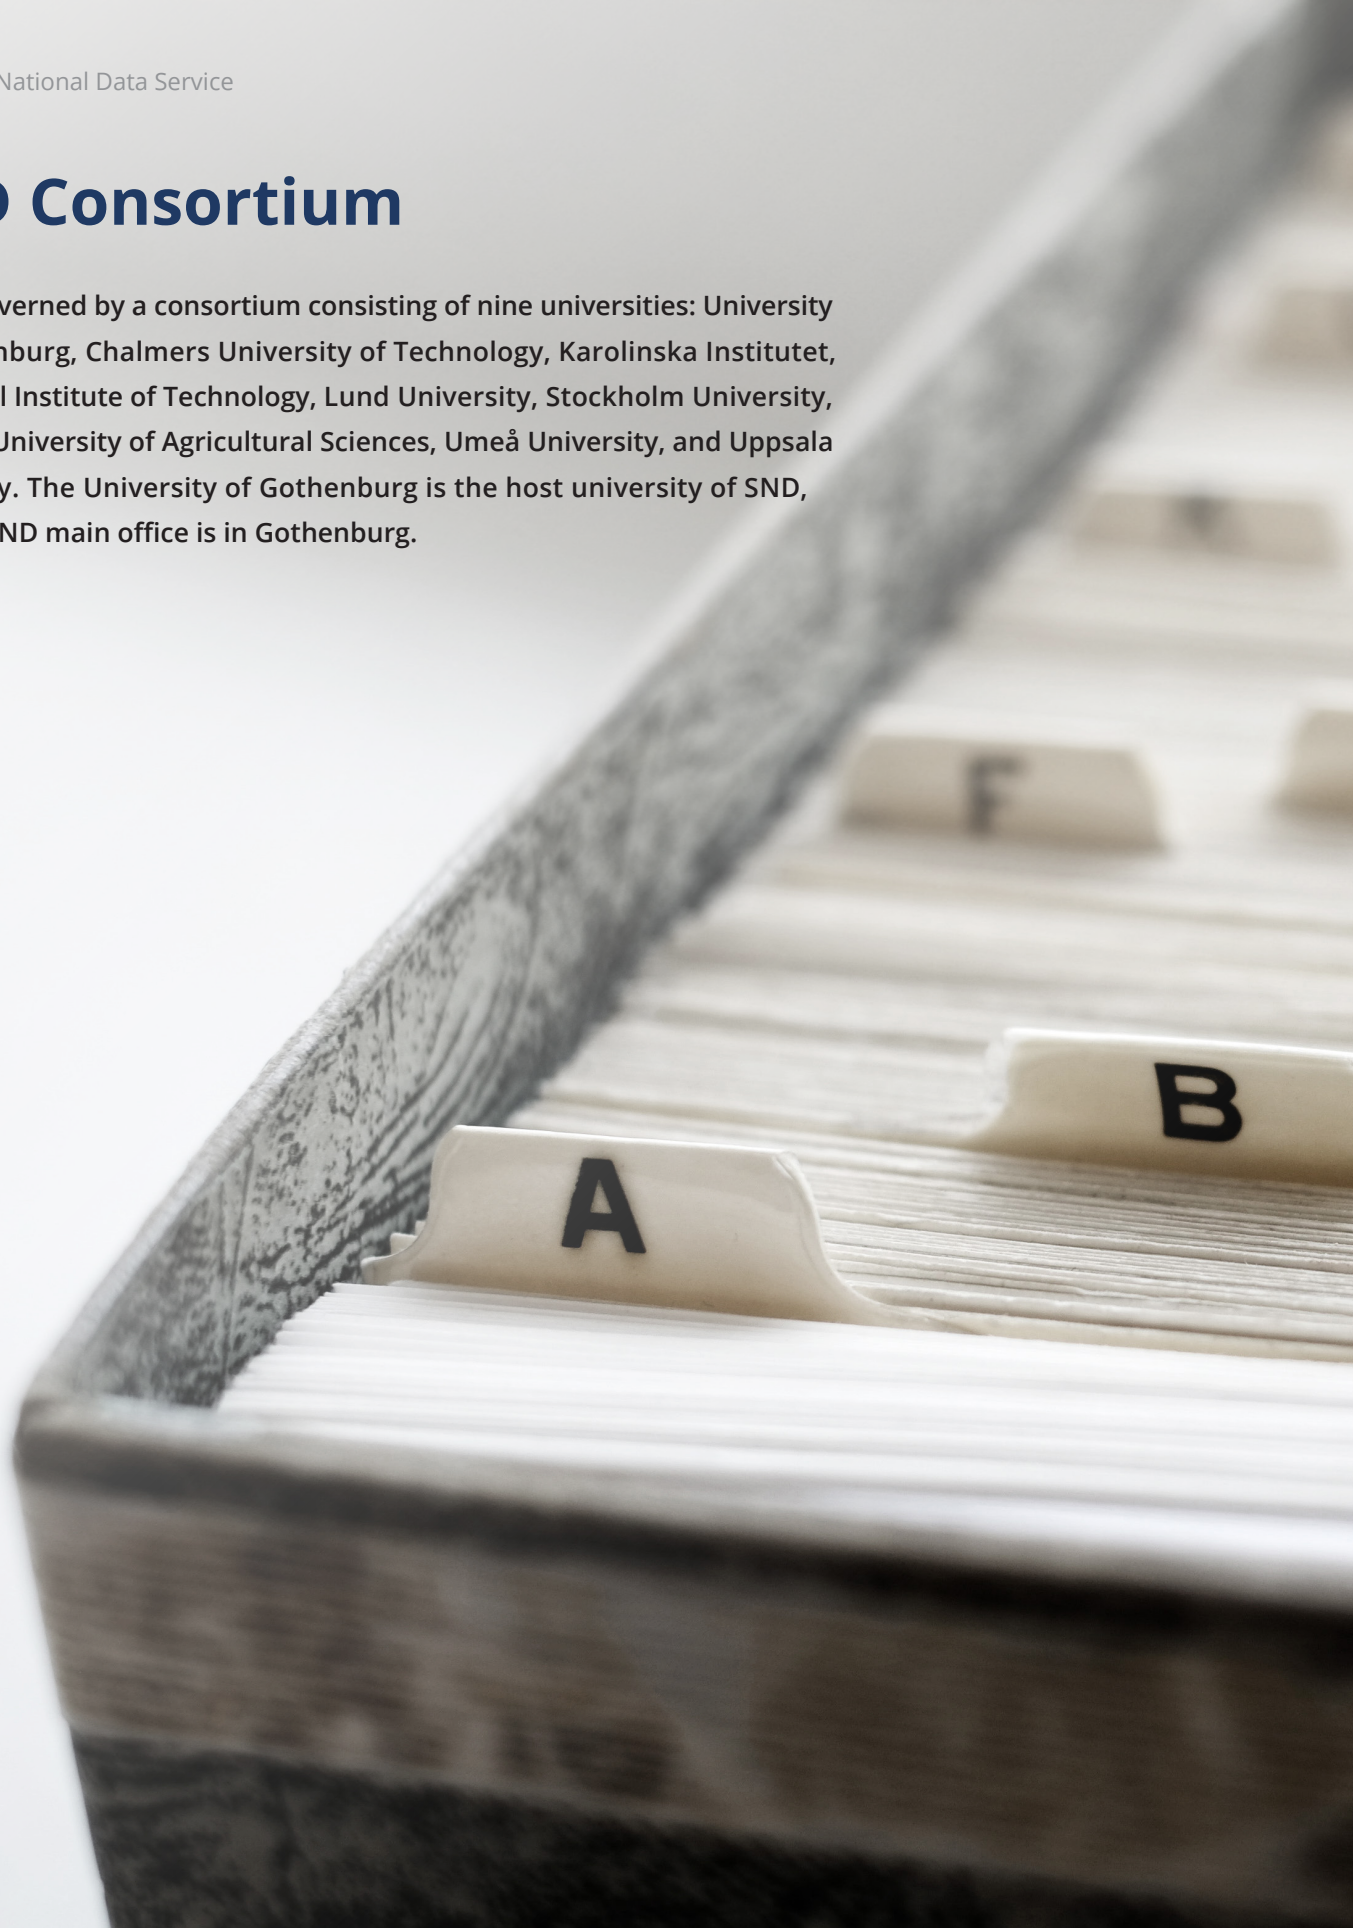 National Data Service
Consortium
verned by a consortium consisting of nine universities: University
nburg, Chalmers University of Technology, Karolinska Institutet,
l Institute of Technology, Lund University, Stockholm University,
University of Agricultural Sciences, Umeå University, and Uppsala
y. The University of Gothenburg is the host university of SND,
ND main office is in Gothenburg.
F
B
A